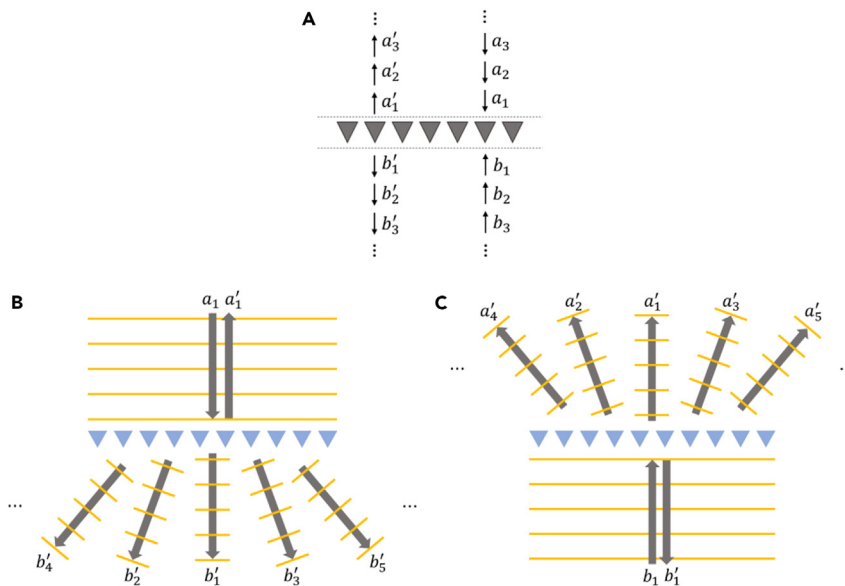 A
⋮ ⋮
a′₃ a₃
a′₂ a₂
a′₁ a₁
b′₁ b₁
b′₂ b₂
b′₃ b₃
⋮ ⋮
B
a₁ a′₁
... ...
b′₄ b′₂ b′₁ b′₃ b′₅
C
a′₄ a′₂ a′₁ a′₃ a′₅
... .
b₁ b′₁